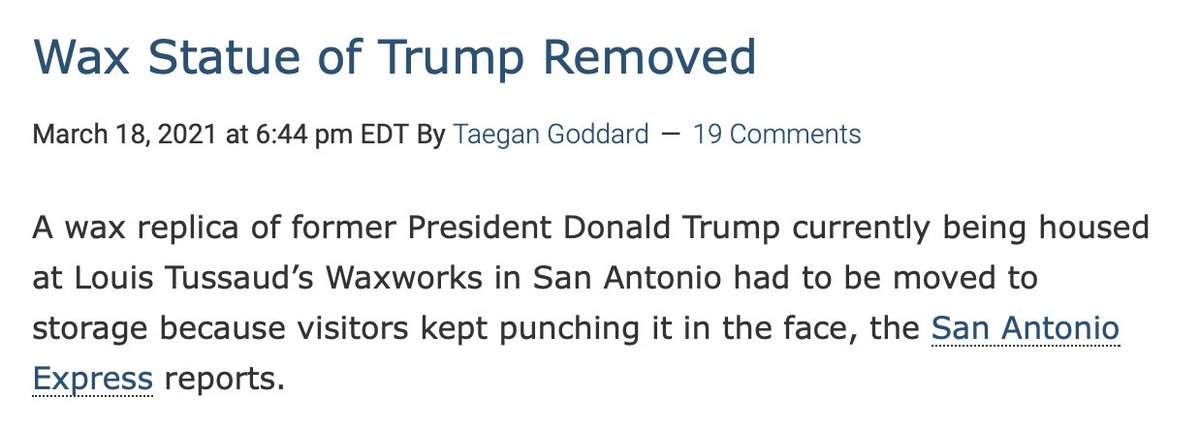 Wax Statue of Trump Removed
March 18, 2021 at 6:44 pm EDT By Taegan Goddard — 19 Comments
A wax replica of former President Donald Trump currently being housed
at Louis Tussaud’s Waxworks in San Antonio had to be moved to
storage because visitors kept punching it in the face, the San Antonio
Express reports.